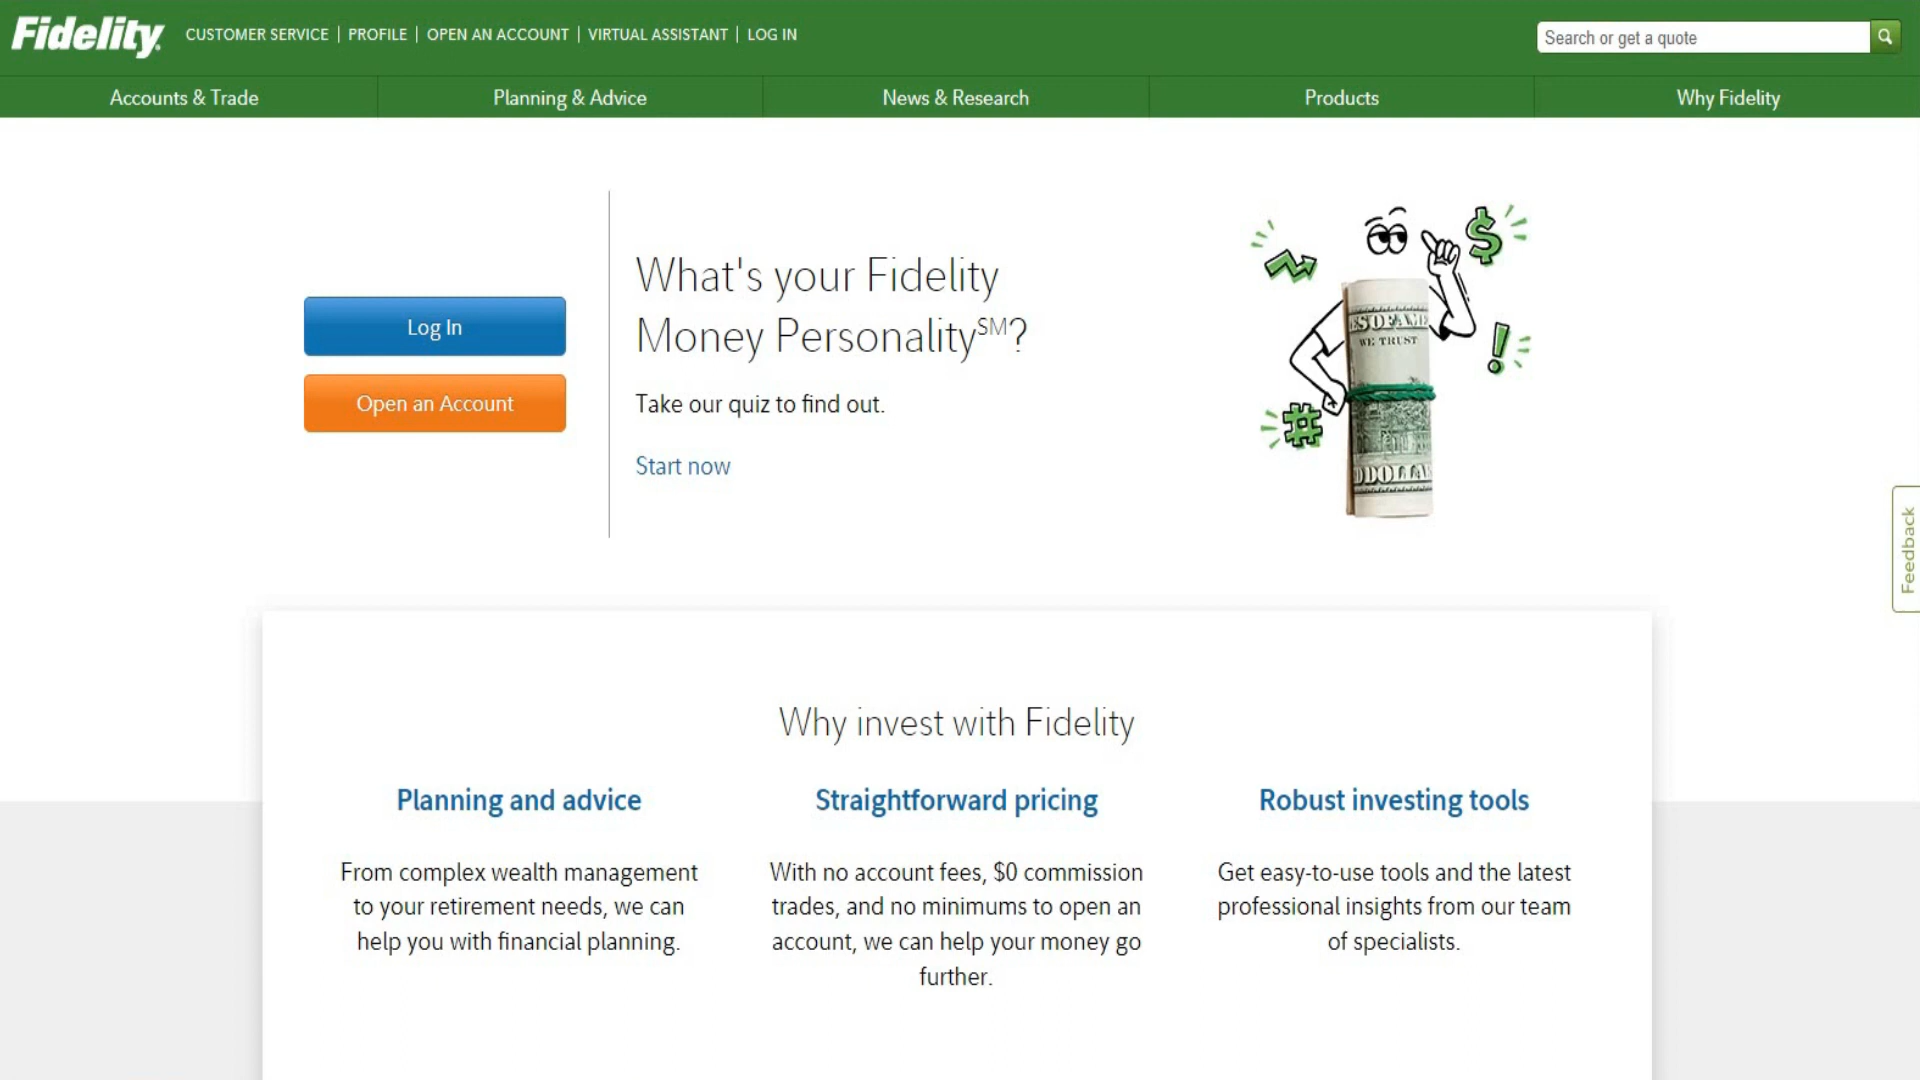 Fidelity
CUSTOMER SERVICE | PROFILE | OPEN AN ACCOUNT | VIRTUAL ASSISTANT | LOG IN
Search or get a quote
Accounts & Trade
Planning & Advice
News & Research
Products
Why Fidelity
Log In
Open an Account
What's your Fidelity
Money Personality℠?
Take our quiz to find out.
Start now
ESOFAME
WE TRUST
DDOLLA
Feedback
Why invest with Fidelity
Planning and advice
From complex wealth management
to your retirement needs, we can
help you with financial planning.
Straightforward pricing
With no account fees, $0 commission
trades, and no minimums to open an
account, we can help your money go
further.
Robust investing tools
Get easy-to-use tools and the latest
professional insights from our team
of specialists.